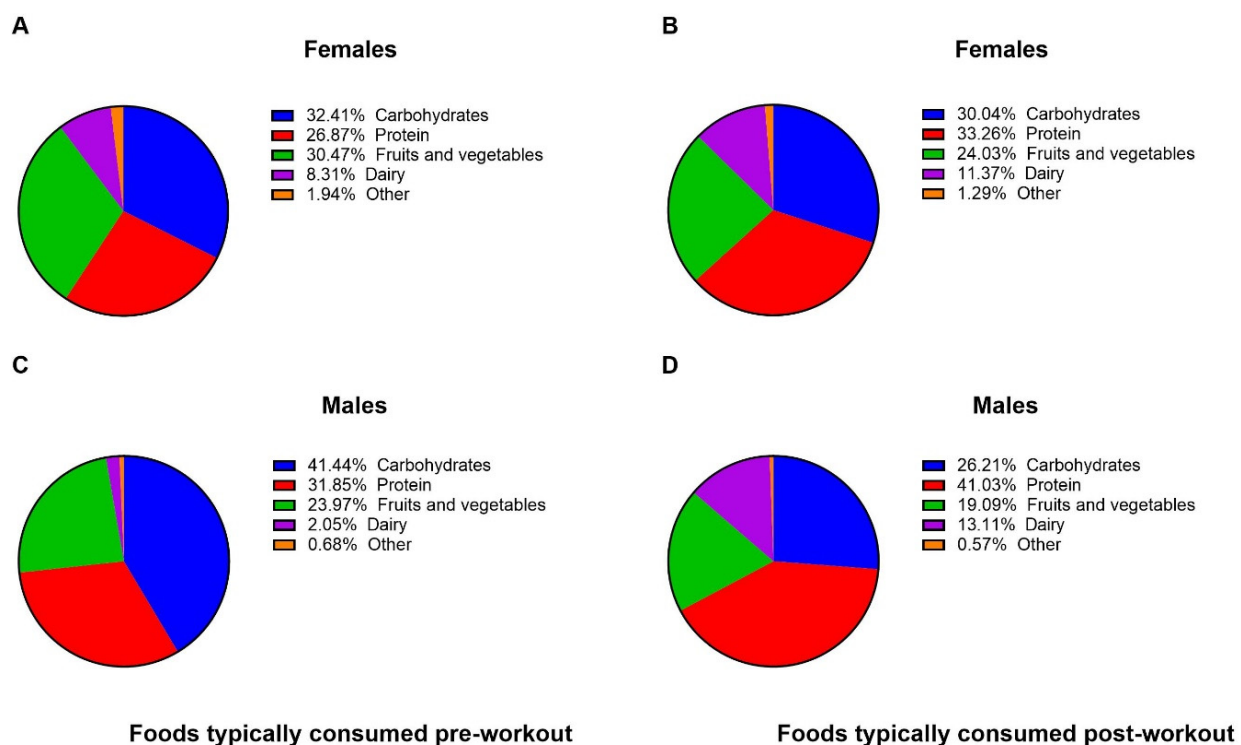 A
Females
32.41% Carbohydrates
26.87% Protein
30.47% Fruits and vegetables
8.31% Dairy
1.94% Other
B
Females
30.04% Carbohydrates
33.26% Protein
24.03% Fruits and vegetables
11.37% Dairy
1.29% Other
C
Males
41.44% Carbohydrates
31.85% Protein
23.97% Fruits and vegetables
2.05% Dairy
0.68% Other
D
Males
26.21% Carbohydrates
41.03% Protein
19.09% Fruits and vegetables
13.11% Dairy
0.57% Other
Foods typically consumed pre-workout
Foods typically consumed post-workout